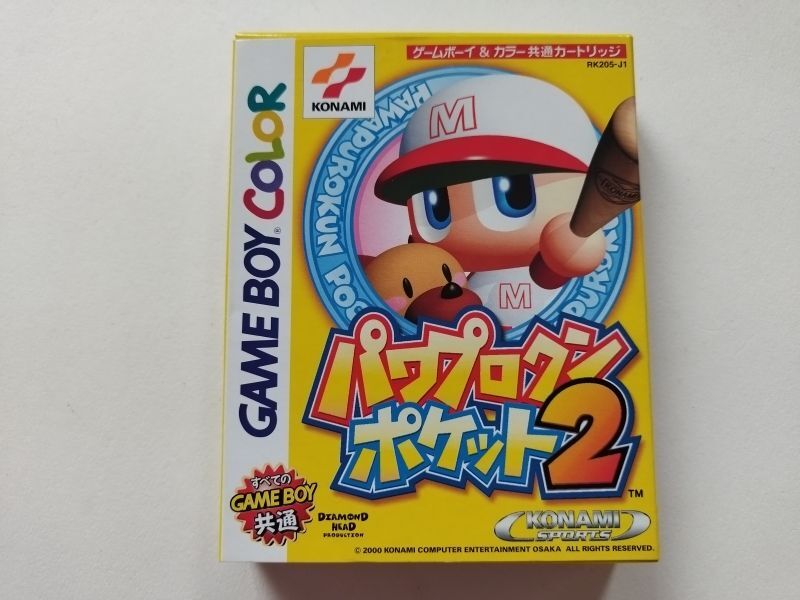 KONAMI
ゲームボーイ & カラー共通カートリッジ
RK205-J1
GAME BOY COLOR
®
PAWAPUROKUN POC
PUROKU
M
KONAMI
M
パワプロクン
ポケット2
TM
すべての
GAME BOY
共通
DIAMOND
HEAD
PRODUCTION
KONAMI
SPORTS
© 2000 KONAMI COMPUTER ENTERTAINMENT OSAKA ALL RIGHTS RESERVED.